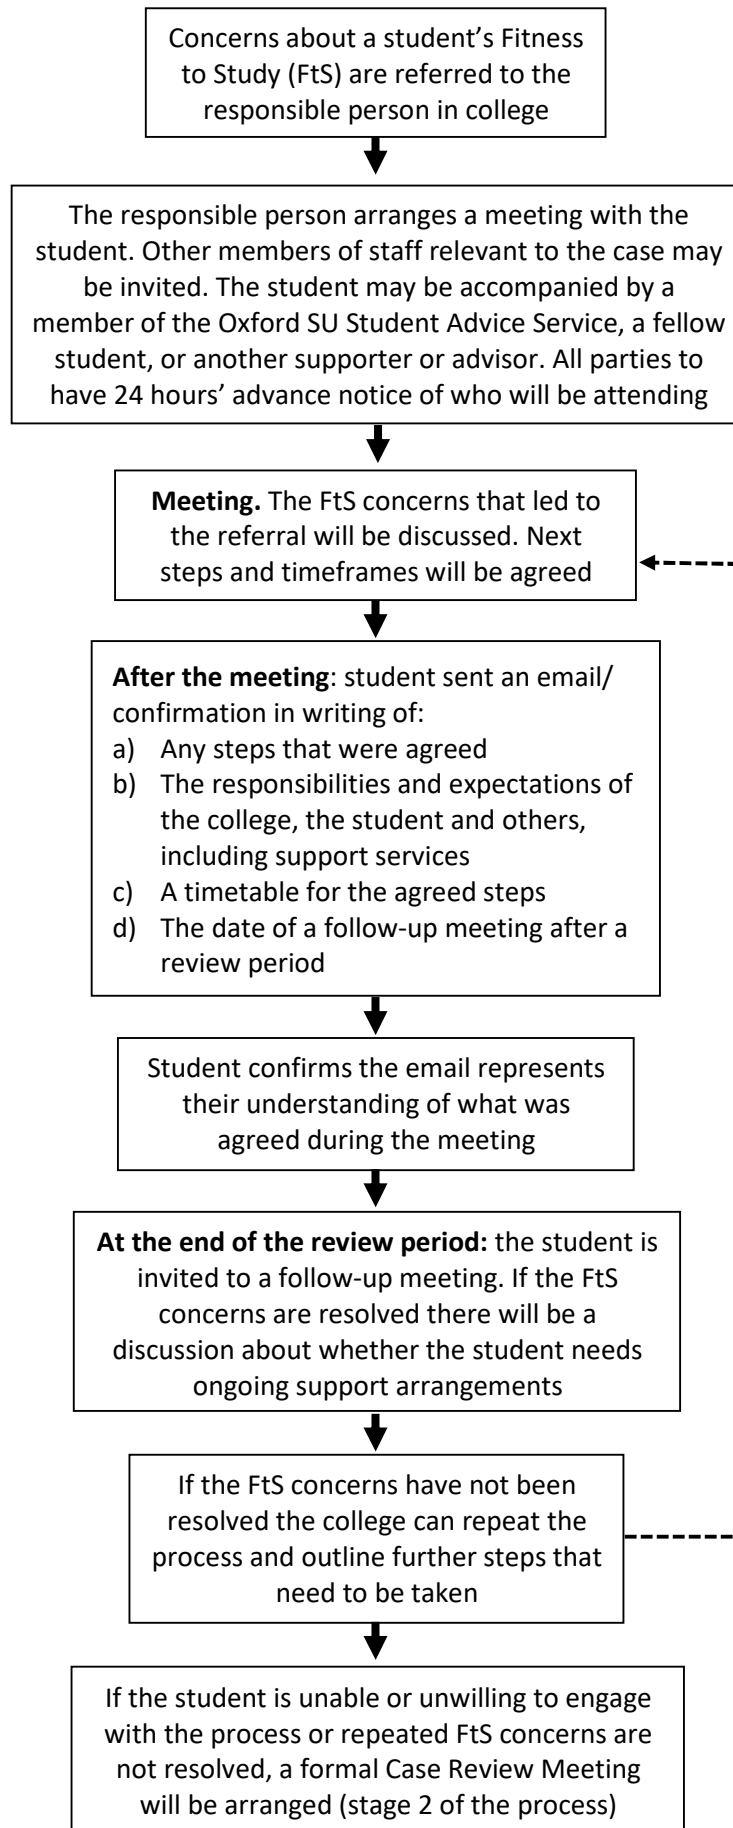 Concerns about a student’s Fitness
to Study (FtS) are referred to the
responsible person in college
The responsible person arranges a meeting with the
student. Other members of staff relevant to the case may
be invited. The student may be accompanied by a
member of the Oxford SU Student Advice Service, a fellow
student, or another supporter or advisor. All parties to
have 24 hours’ advance notice of who will be attending
Meeting. The FtS concerns that led to
the referral will be discussed. Next
steps and timeframes will be agreed
After the meeting: student sent an email/
confirmation in writing of:
a) Any steps that were agreed
b) The responsibilities and expectations of
the college, the student and others,
including support services
c) A timetable for the agreed steps
d) The date of a follow-up meeting after a
review period
Student confirms the email represents
their understanding of what was
agreed during the meeting
At the end of the review period: the student is
invited to a follow-up meeting. If the FtS
concerns are resolved there will be a
discussion about whether the student needs
ongoing support arrangements
If the FtS concerns have not been
resolved the college can repeat the
process and outline further steps that
need to be taken
If the student is unable or unwilling to engage
with the process or repeated FtS concerns are
not resolved, a formal Case Review Meeting
will be arranged (stage 2 of the process)